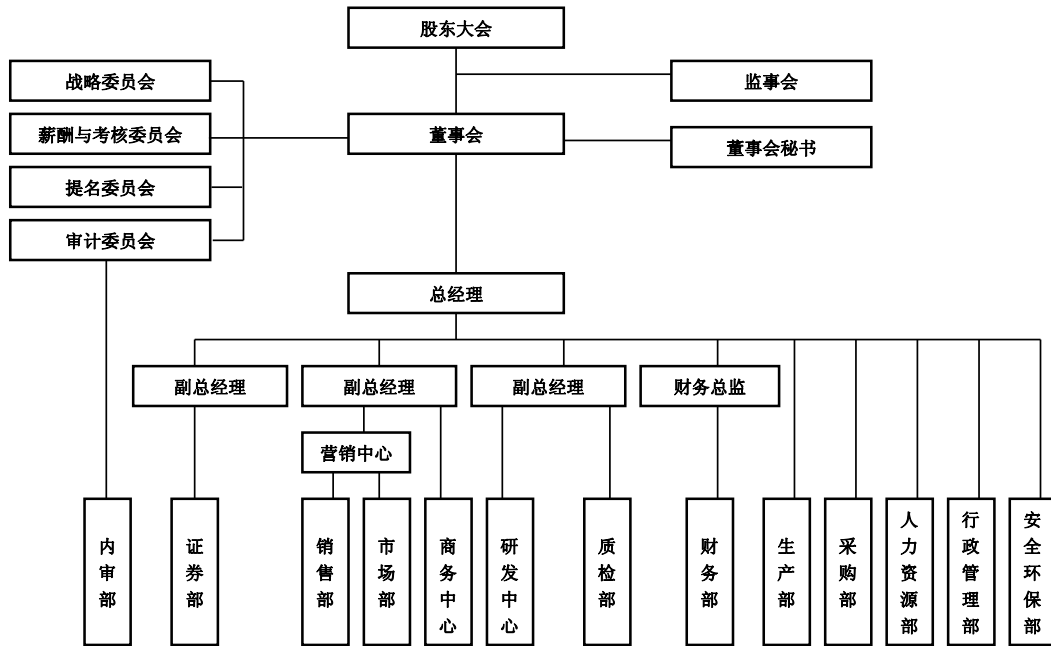 股东大会
战略委员会
监事会
薪酬与考核委员会
董事会
董事会秘书
提名委员会
审计委员会
总经理
副总经理
副总经理
副总经理
财务总监
营销中心
内审部
证券部
销售部
市场部
商务中心
研发中心
质检部
财务部
生产部
采购部
人力资源部
行政管理部
安全环保部